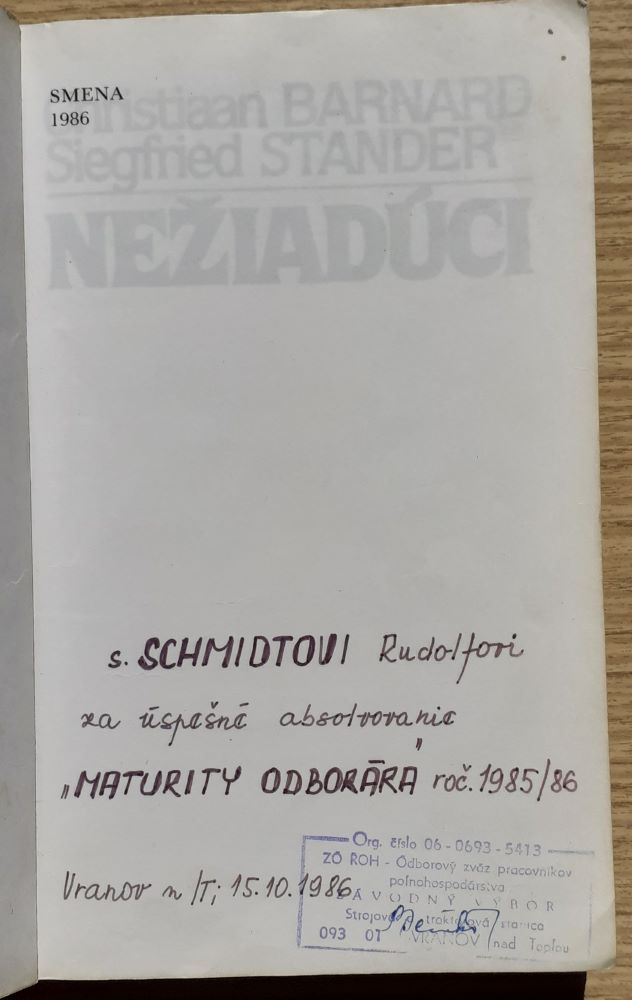 SMENA
1986
Christiaan BARNARD
Siegfried STANDER
NEŽIADÚCI
s. SCHMIDTOVI Rudolfovi
za úspešné absolvovanie
„MATURITY ODBORÁRA" roč. 1985/86
Vranov n/T; 15.10.1986
Org. číslo 06-0693-5413
ZO ROH - Odborový zväz pracovníkov
poľnohospodárstva
ZÁVODNÝ VÝBOR
Strojová traktorová stanica
093 01 VRANOV nad Topľou